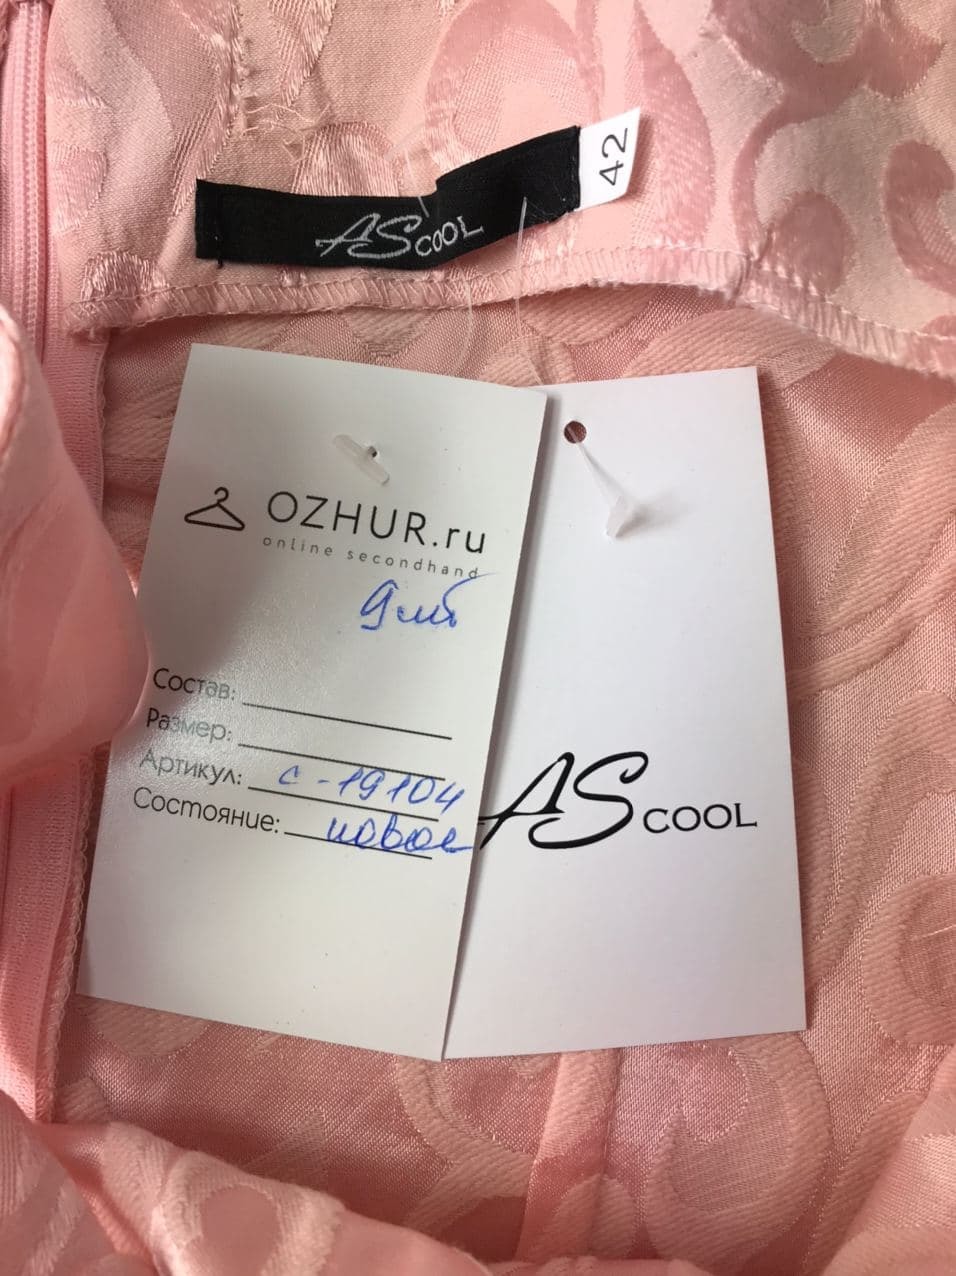 AS COOL
42
OZHUR.ru
online secondhand
Состав:
Размер:
Артикул: с-19104
Состояние: новое
AS COOL